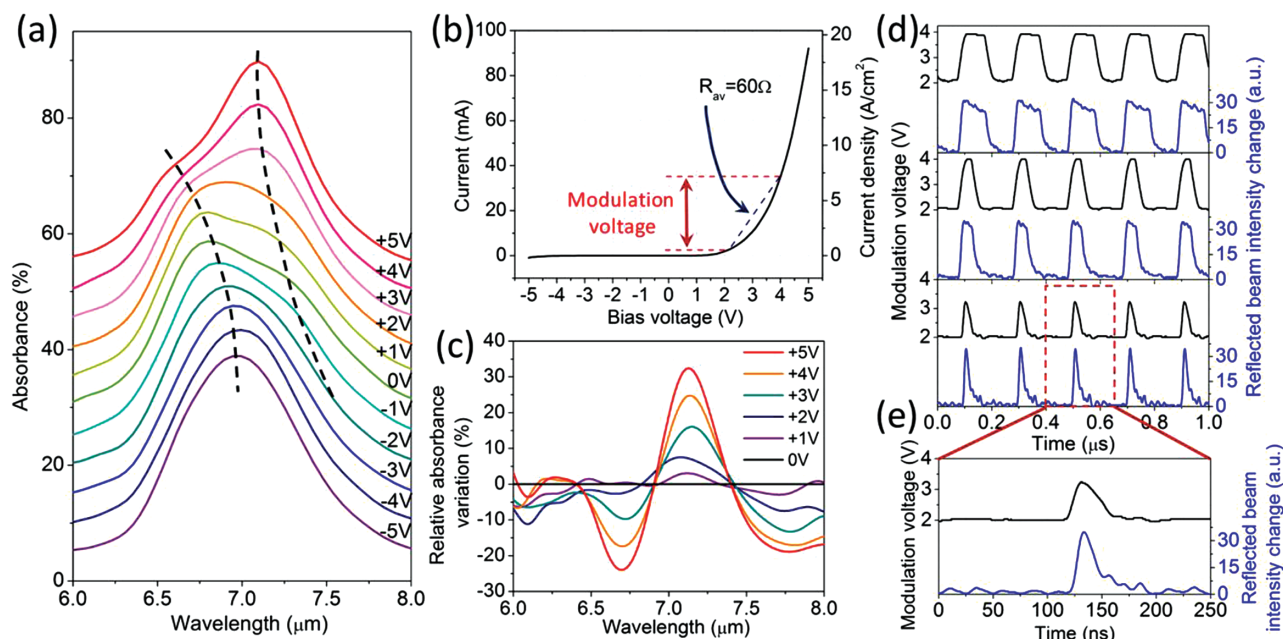 (a)
Absorbance (%)
80
60
40
20
0
+5V
+4V
+3V
+2V
+1V
0V
-1V
-2V
-3V
-4V
-5V
6.0 6.5 7.0 7.5 8.0
Wavelength (μm)
(b)
Current (mA)
100
80
60
40
20
0
Rav=60Ω
Modulation
voltage
20
15
10
5
0
Current density (A/cm²)
-5 -4 -3 -2 -1 0 1 2 3 4 5
Bias voltage (V)
(c)
Relative absorbance
variation (%)
40
30
20
10
0
-10
-20
-30
+5V
+4V
+3V
+2V
+1V
0V
6.0 6.5 7.0 7.5 8.0
Wavelength (μm)
(d)
Modulation voltage (V)
4
3
2
4
3
2
4
3
2
30
15
0
30
15
0
30
15
0
Reflected beam intensity change (a.u.)
0.0 0.2 0.4 0.6 0.8 1.0
Time (μs)
(e)
Modulation voltage (V)
4
3
2
30
15
0
Reflected beam
intensity change (a.u.)
0 50 100 150 200 250
Time (ns)